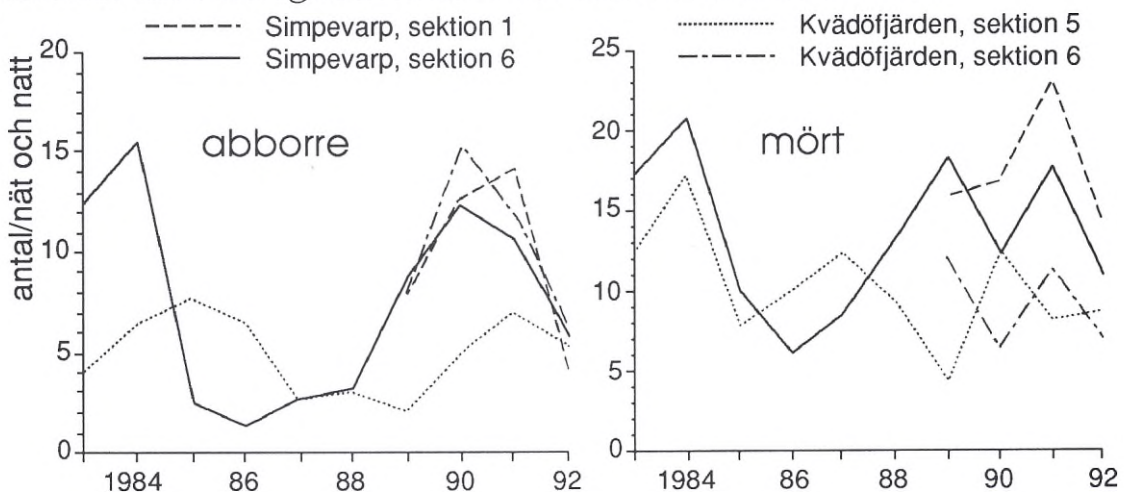 Simpevarp, sektion 1
Simpevarp, sektion 6
Kvädöfjärden, sektion 5
Kvädöfjärden, sektion 6
antal/nät och natt
abborre
20
15
10
5
0
1984 86 88 90 92
mört
25
20
15
10
5
0
1984 86 88 90 92